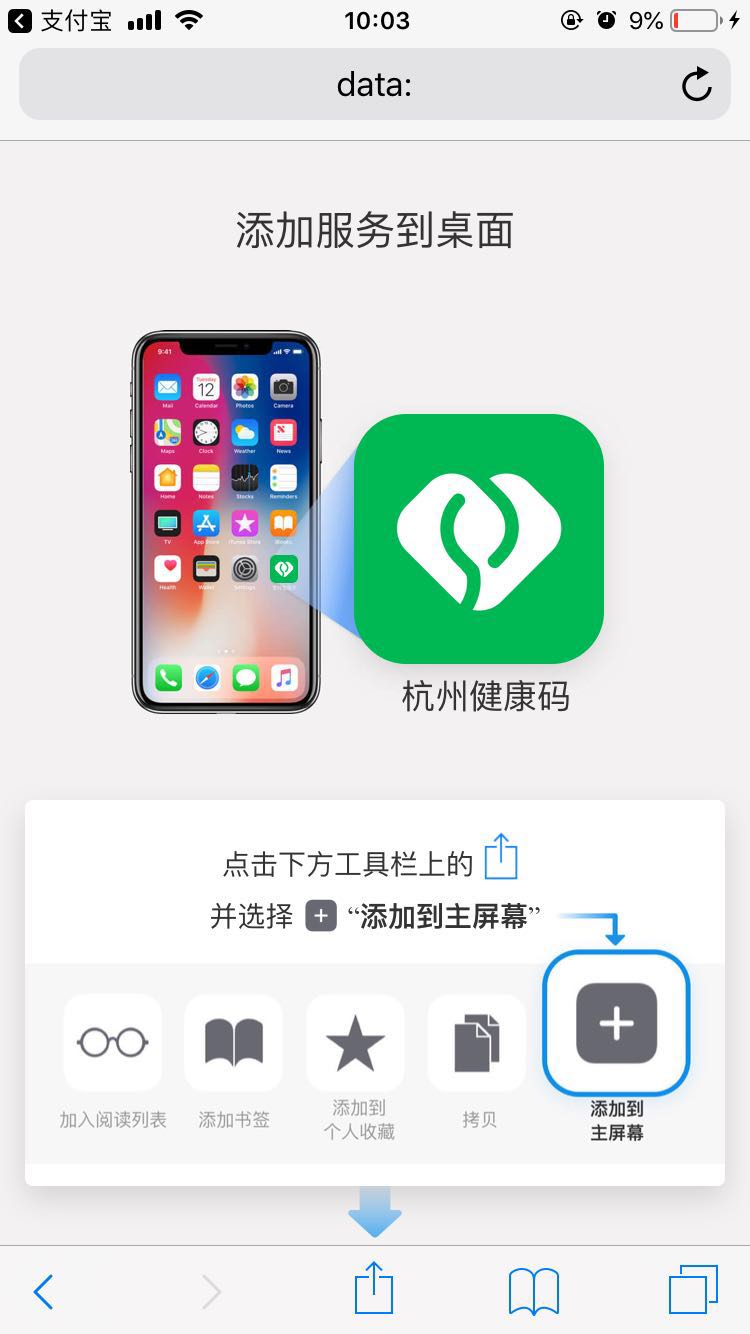 支付宝
10:03
9%
data:
添加服务到桌面
9:41
Tuesday
12
Mail
Calendar
Photos
Camera
Maps
Clock
Weather
News
Home
Notes
Stocks
Reminders
TV
App Store
iTunes Store
iBooks
Health
Wallet
Settings
杭州健康码
点击下方工具栏上的
并选择 “添加到主屏幕”
加入阅读列表
添加书签
添加到
个人收藏
拷贝
添加到
主屏幕